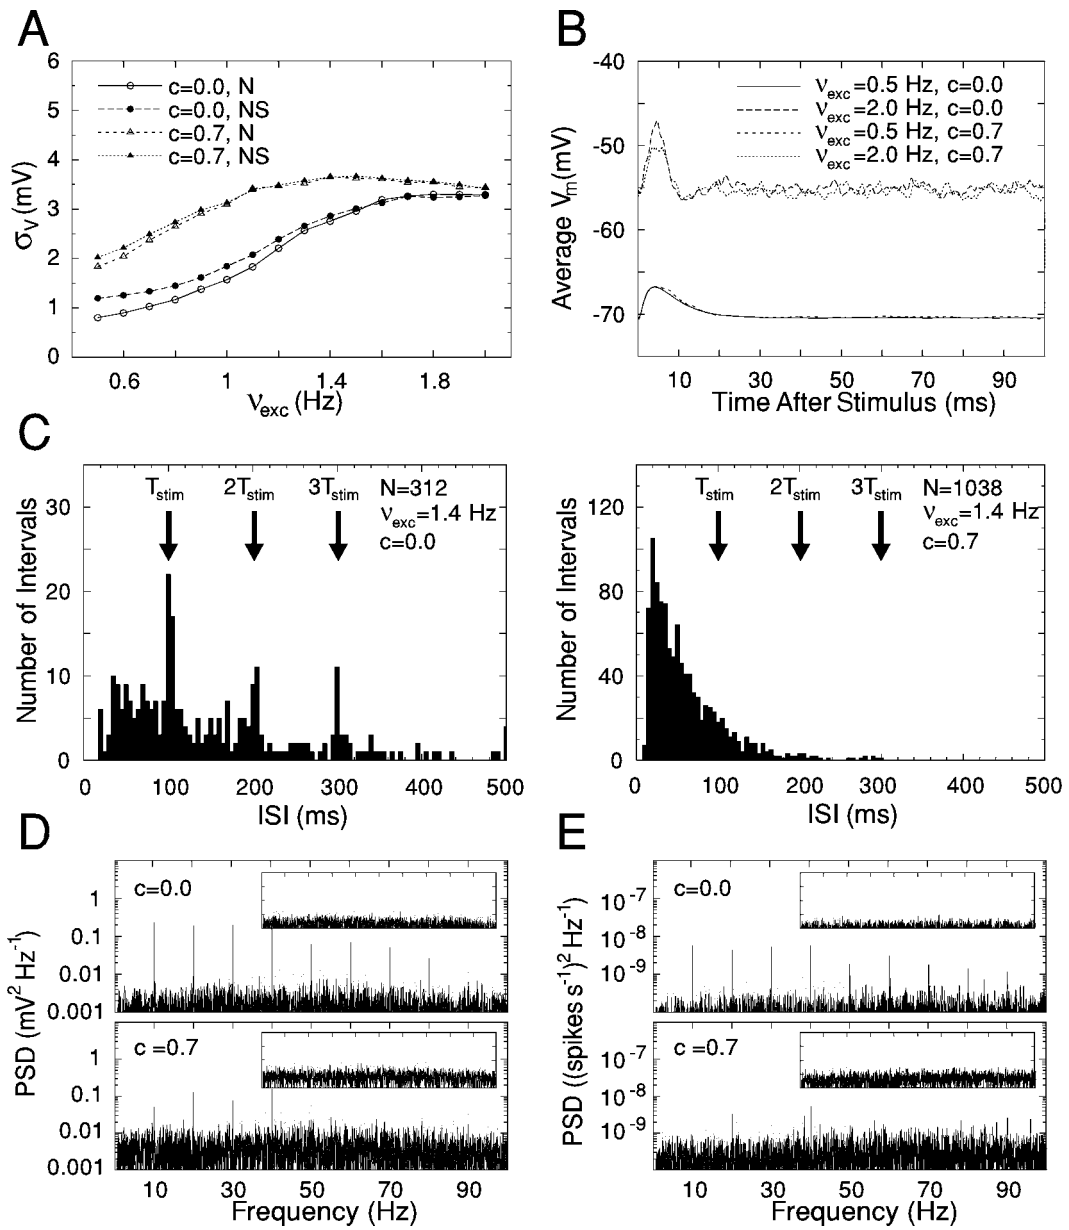 A
6
5
4
3
2
1
0
σV (mV)
c=0.0, N
c=0.0, NS
c=0.7, N
c=0.7, NS
0.6 1 1.4 1.8
νexc (Hz)
B
-40
-50
-60
-70
Average Vm (mV)
νexc=0.5 Hz, c=0.0
νexc=2.0 Hz, c=0.0
νexc=0.5 Hz, c=0.7
νexc=2.0 Hz, c=0.7
10 30 50 70 90
Time After Stimulus (ms)
C
30
20
10
0
Number of Intervals
Tstim 2Tstim 3Tstim
N=312
νexc=1.4 Hz
c=0.0
0 100 200 300 400 500
ISI (ms)
120
80
40
0
Number of Intervals
Tstim 2Tstim 3Tstim
N=1038
νexc=1.4 Hz
c=0.7
0 100 200 300 400 500
ISI (ms)
D
PSD (mV² Hz⁻¹)
1
0.1
0.01
0.001
c=0.0
1
0.1
0.01
0.001
c=0.7
10 30 50 70 90
Frequency (Hz)
E
PSD ((spikes s⁻¹)² Hz⁻¹)
10⁻⁷
10⁻⁸
10⁻⁹
c=0.0
10⁻⁷
10⁻⁸
10⁻⁹
c=0.7
10 30 50 70 90
Frequency (Hz)